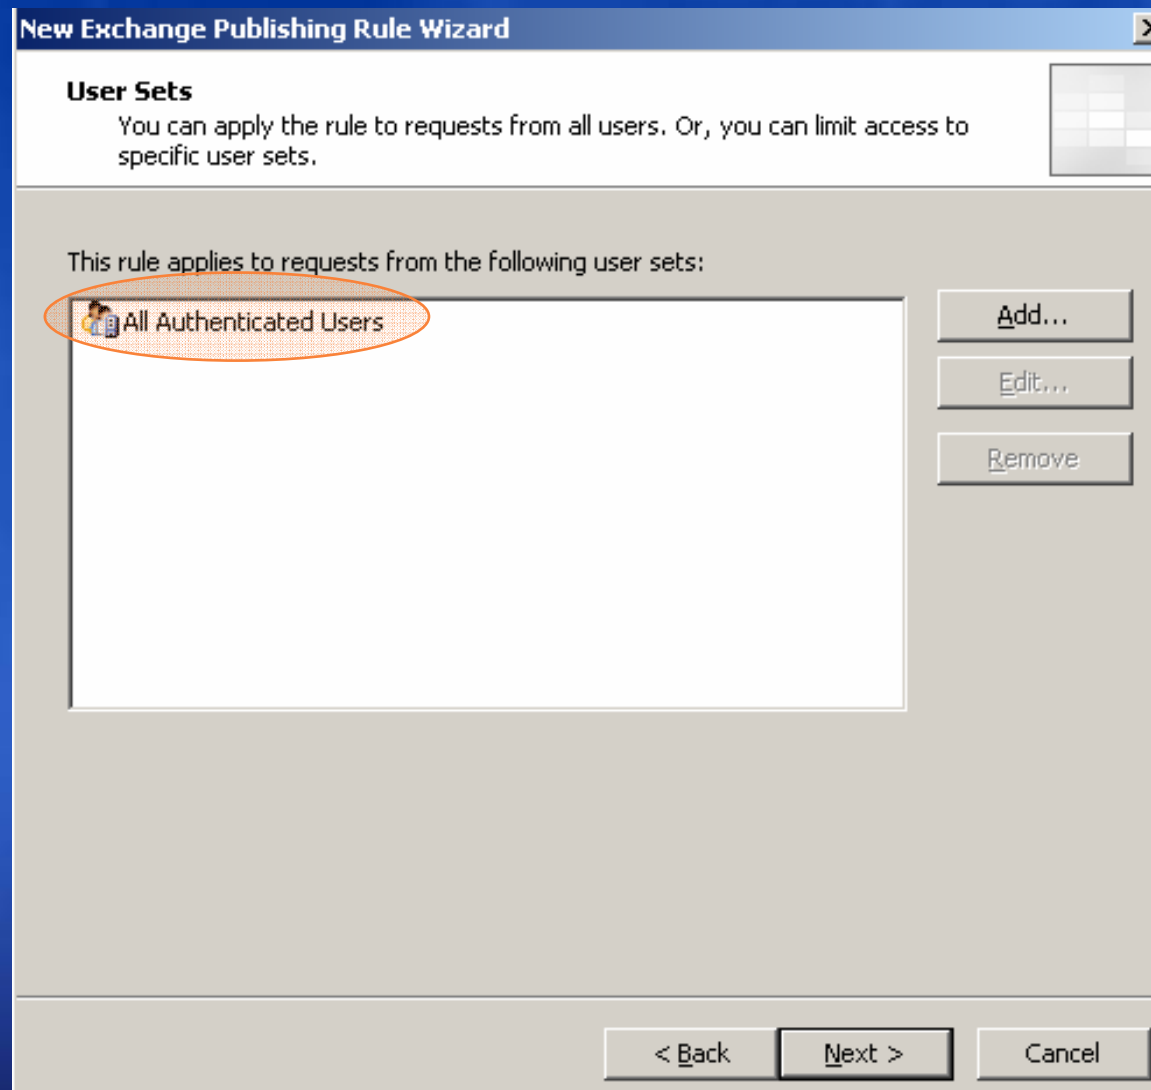 New Exchange Publishing Rule Wizard
User Sets
You can apply the rule to requests from all users. Or, you can limit access to
specific user sets.
This rule applies to requests from the following user sets:
All Authenticated Users
Add...
Edit...
Remove
< Back
Next >
Cancel